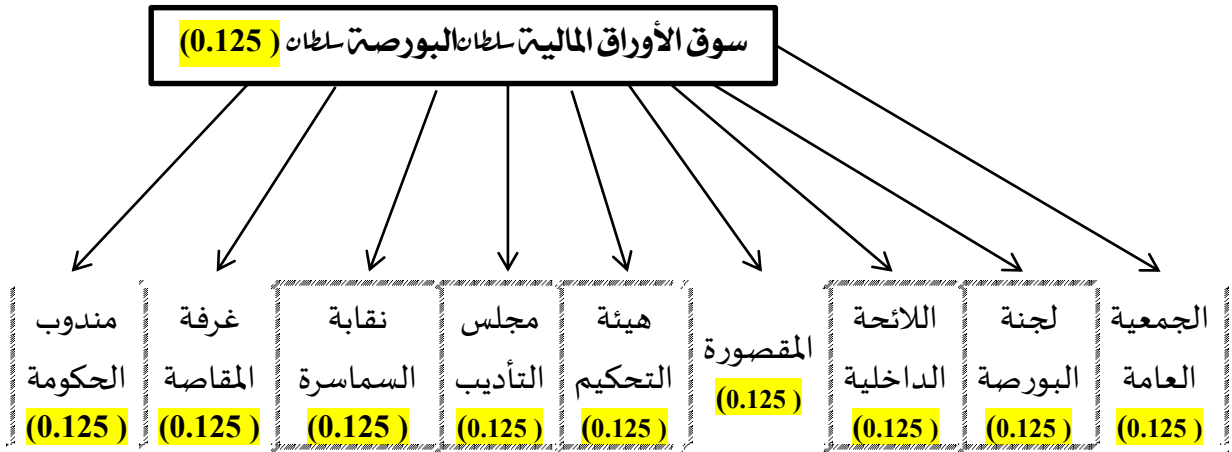 سوق الأوراق المالية سلطان البورصة سلطان (0.125 )
الجمعية
العامة
(0.125 )
لجنة
البورصة
(0.125 )
اللائحة
الداخلية
(0.125 )
المقصورة
(0.125 )
هيئة
التحكيم
(0.125 )
مجلس
التأديب
(0.125 )
نقابة
السماسرة
(0.125 )
غرفة
المقاصة
(0.125 )
مندوب
الحكومة
(0.125 )